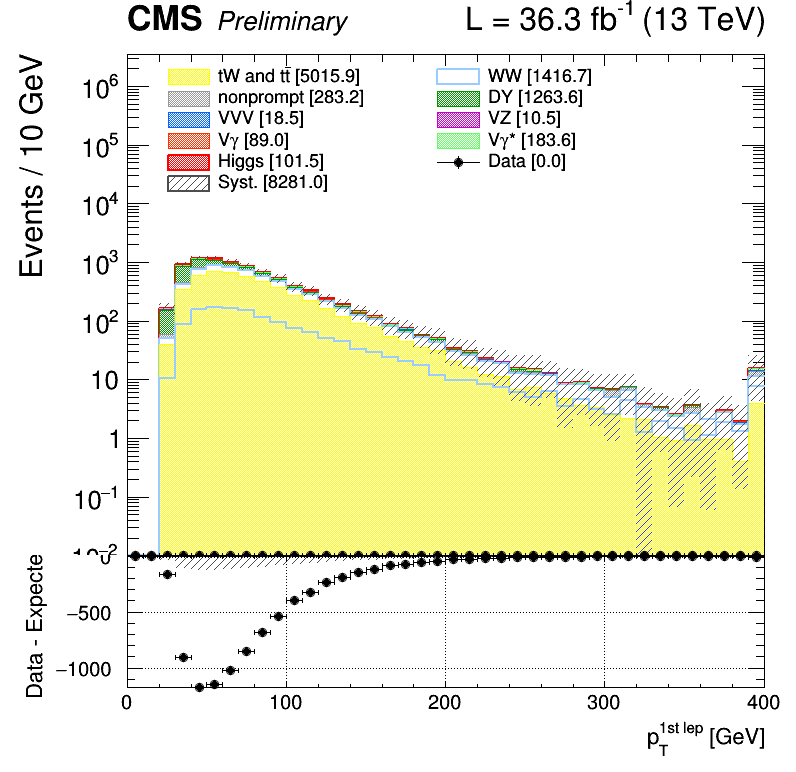 CMS Preliminary L = 36.3 fb⁻¹ (13 TeV)
Events / 10 GeV
tW and tt̄ [5015.9] WW [1416.7]
nonprompt [283.2] DY [1263.6]
VVV [18.5] VZ [10.5]
Vγ [89.0] Vγ* [183.6]
Higgs [101.5] Data [0.0]
Syst. [8281.0]
10⁶
10⁵
10⁴
10³
10²
10
1
10⁻¹
Data - Expecte
0
−500
−1000
0 100 200 300 400
p_T^{1st lep} [GeV]